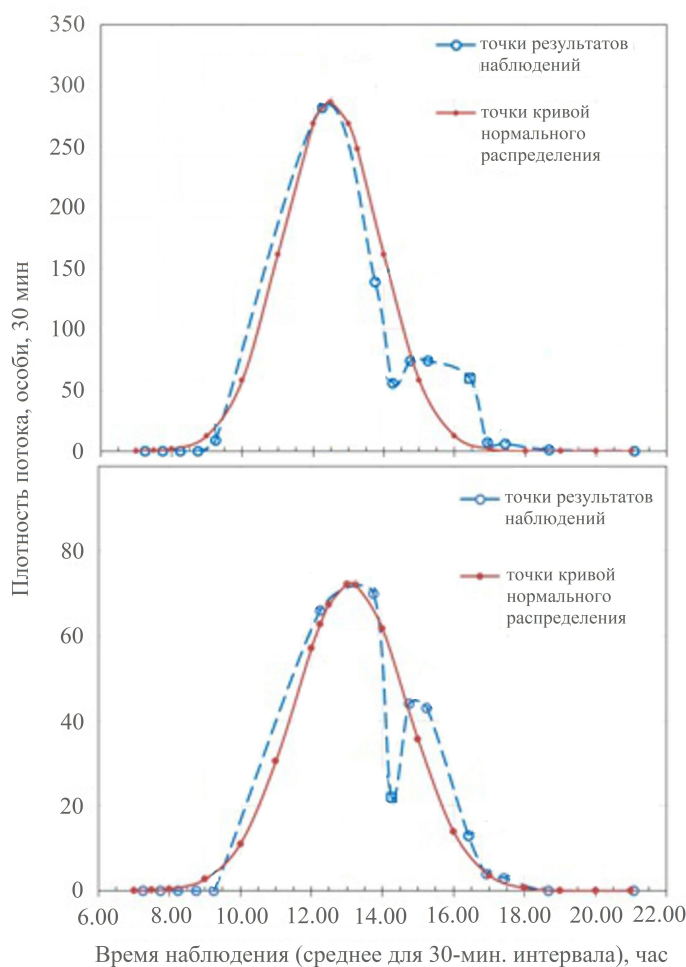 350
300
250
200
150
100
50
0
точки результатов
наблюдений
точки кривой
нормального
распределения
Плотность потока, особи, 30 мин
80
60
40
20
0
точки результатов
наблюдений
точки кривой
нормального
распределения
6.00 8.00 10.00 12.00 14.00 16.00 18.00 20.00 22.00
Время наблюдения (среднее для 30-мин. интервала), час